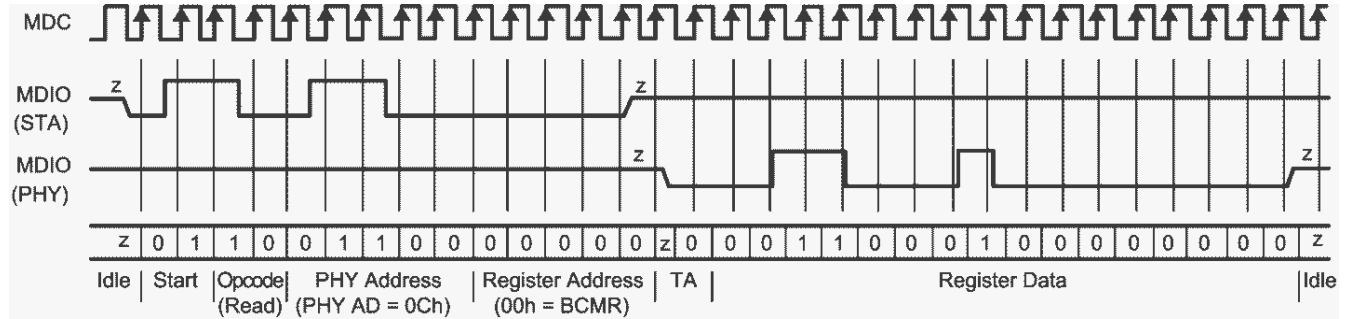 MDC
z z
MDIO
(STA)
MDIO
(PHY)
z z
z 0 1 1 0 0 1 1 0 0 0 0 0 0 0 z 0 0 0 1 1 0 0 0 1 0 0 0 0 0 0 0 0 z
Idle Start Opcode PHY Address Register Address TA Register Data Idle
(Read) (PHY AD = 0Ch) (00h = BCMR)